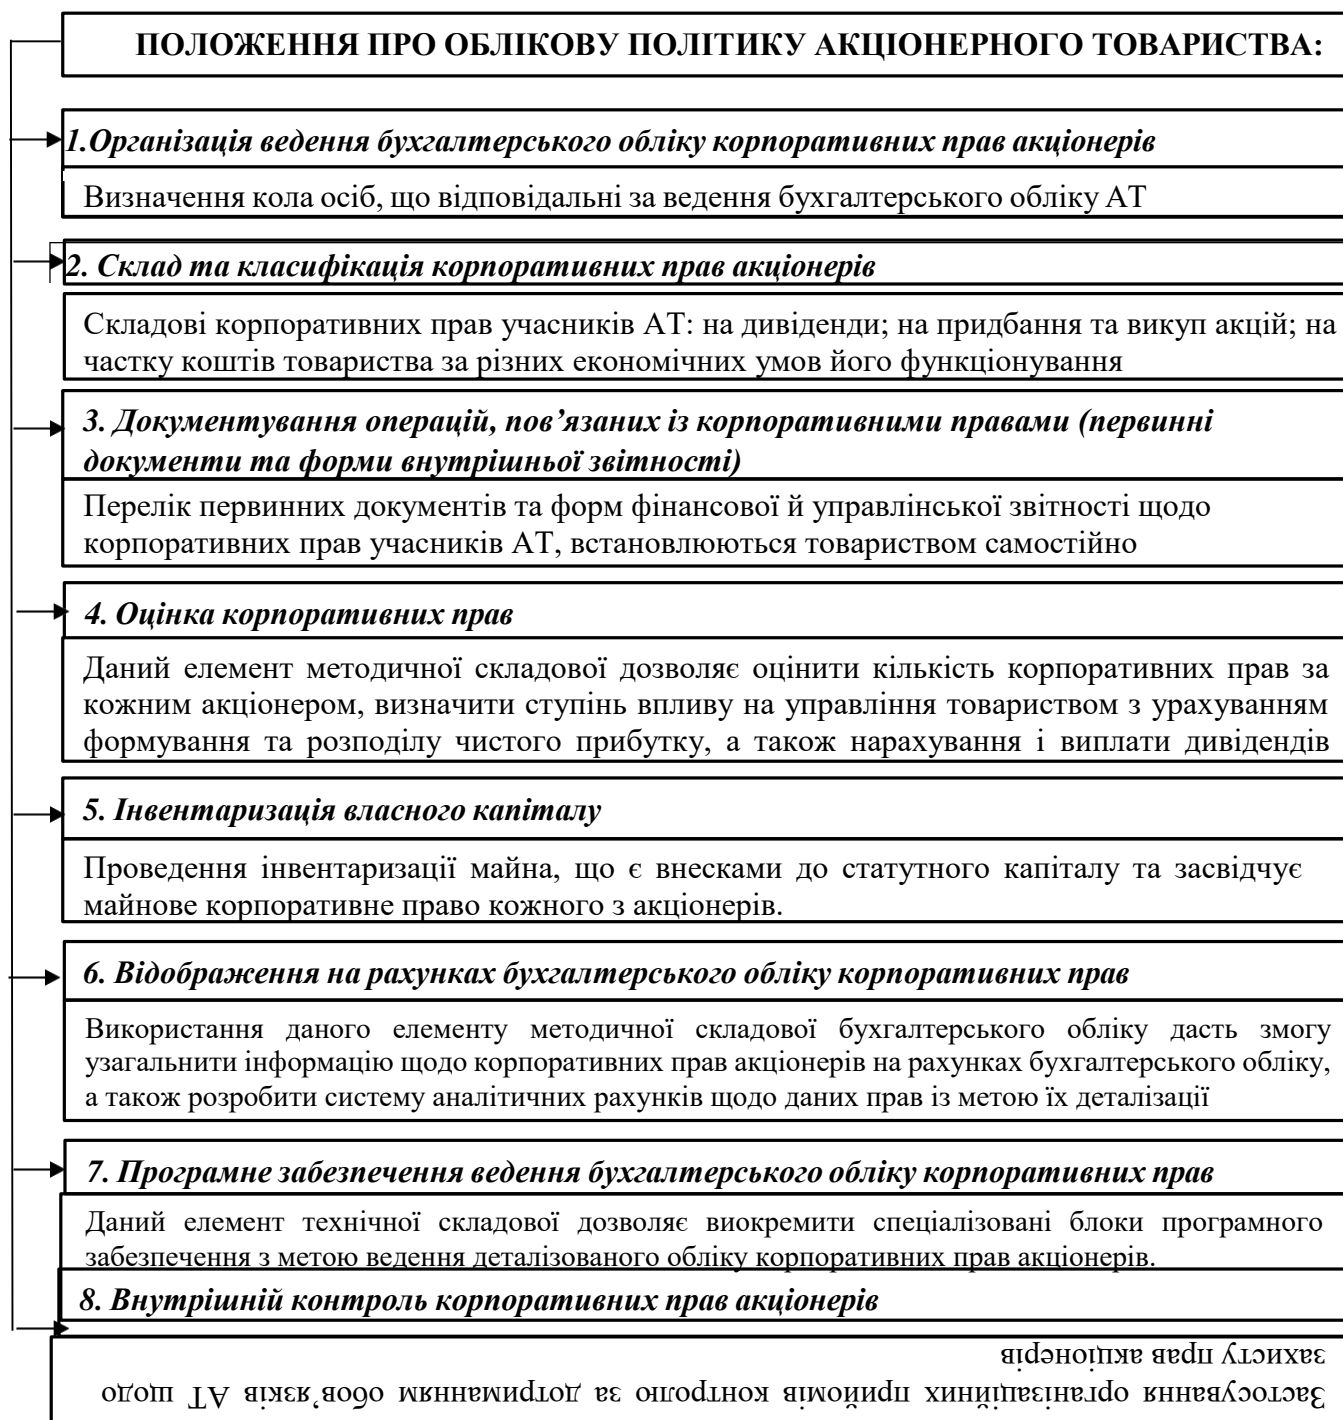 ПОЛОЖЕННЯ ПРО ОБЛІКОВУ ПОЛІТИКУ АКЦІОНЕРНОГО ТОВАРИСТВА:
1.Організація ведення бухгалтерського обліку корпоративних прав акціонерів
Визначення кола осіб, що відповідальні за ведення бухгалтерського обліку АТ
2. Склад та класифікація корпоративних прав акціонерів
Складові корпоративних прав учасників АТ: на дивіденди; на придбання та викуп акцій; на
частку коштів товариства за різних економічних умов його функціонування
3. Документування операцій, пов’язаних із корпоративними правами (первинні
документи та форми внутрішньої звітності)
Перелік первинних документів та форм фінансової й управлінської звітності щодо
корпоративних прав учасників АТ, встановлюються товариством самостійно
4. Оцінка корпоративних прав
Даний елемент методичної складової дозволяє оцінити кількість корпоративних прав за
кожним акціонером, визначити ступінь впливу на управління товариством з урахуванням
формування та розподілу чистого прибутку, а також нарахування і виплати дивідендів
5. Інвентаризація власного капіталу
Проведення інвентаризації майна, що є внесками до статутного капіталу та засвідчує
майнове корпоративне право кожного з акціонерів.
6. Відображення на рахунках бухгалтерського обліку корпоративних прав
Використання даного елементу методичної складової бухгалтерського обліку дасть змогу
узагальнити інформацію щодо корпоративних прав акціонерів на рахунках бухгалтерського обліку,
а також розробити систему аналітичних рахунків щодо даних прав із метою їх деталізації
7. Програмне забезпечення ведення бухгалтерського обліку корпоративних прав
Даний елемент технічної складової дозволяє виокремити спеціалізовані блоки програмного
забезпечення з метою ведення деталізованого обліку корпоративних прав акціонерів.
8. Внутрішній контроль корпоративних прав акціонерів
Застосування організаційних прийомів контролю за дотриманням обов’язків АТ щодо
захисту прав акціонерів